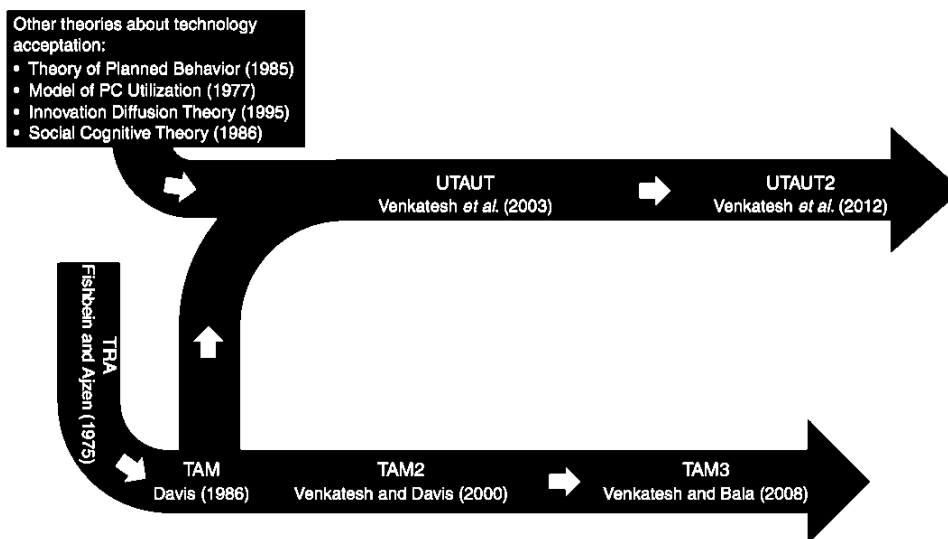 Other theories about technology
acceptation:
• Theory of Planned Behavior (1985)
• Model of PC Utilization (1977)
• Innovation Diffusion Theory (1995)
• Social Cognitive Theory (1986)
UTAUT
Venkatesh et al. (2003)
UTAUT2
Venkatesh et al. (2012)
TRA
Fishbein and Ajzen (1975)
TAM
Davis (1986)
TAM2
Venkatesh and Davis (2000)
TAM3
Venkatesh and Bala (2008)